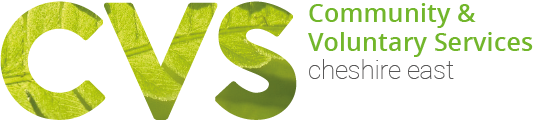 CVS
Community &
Voluntary Services
cheshire east